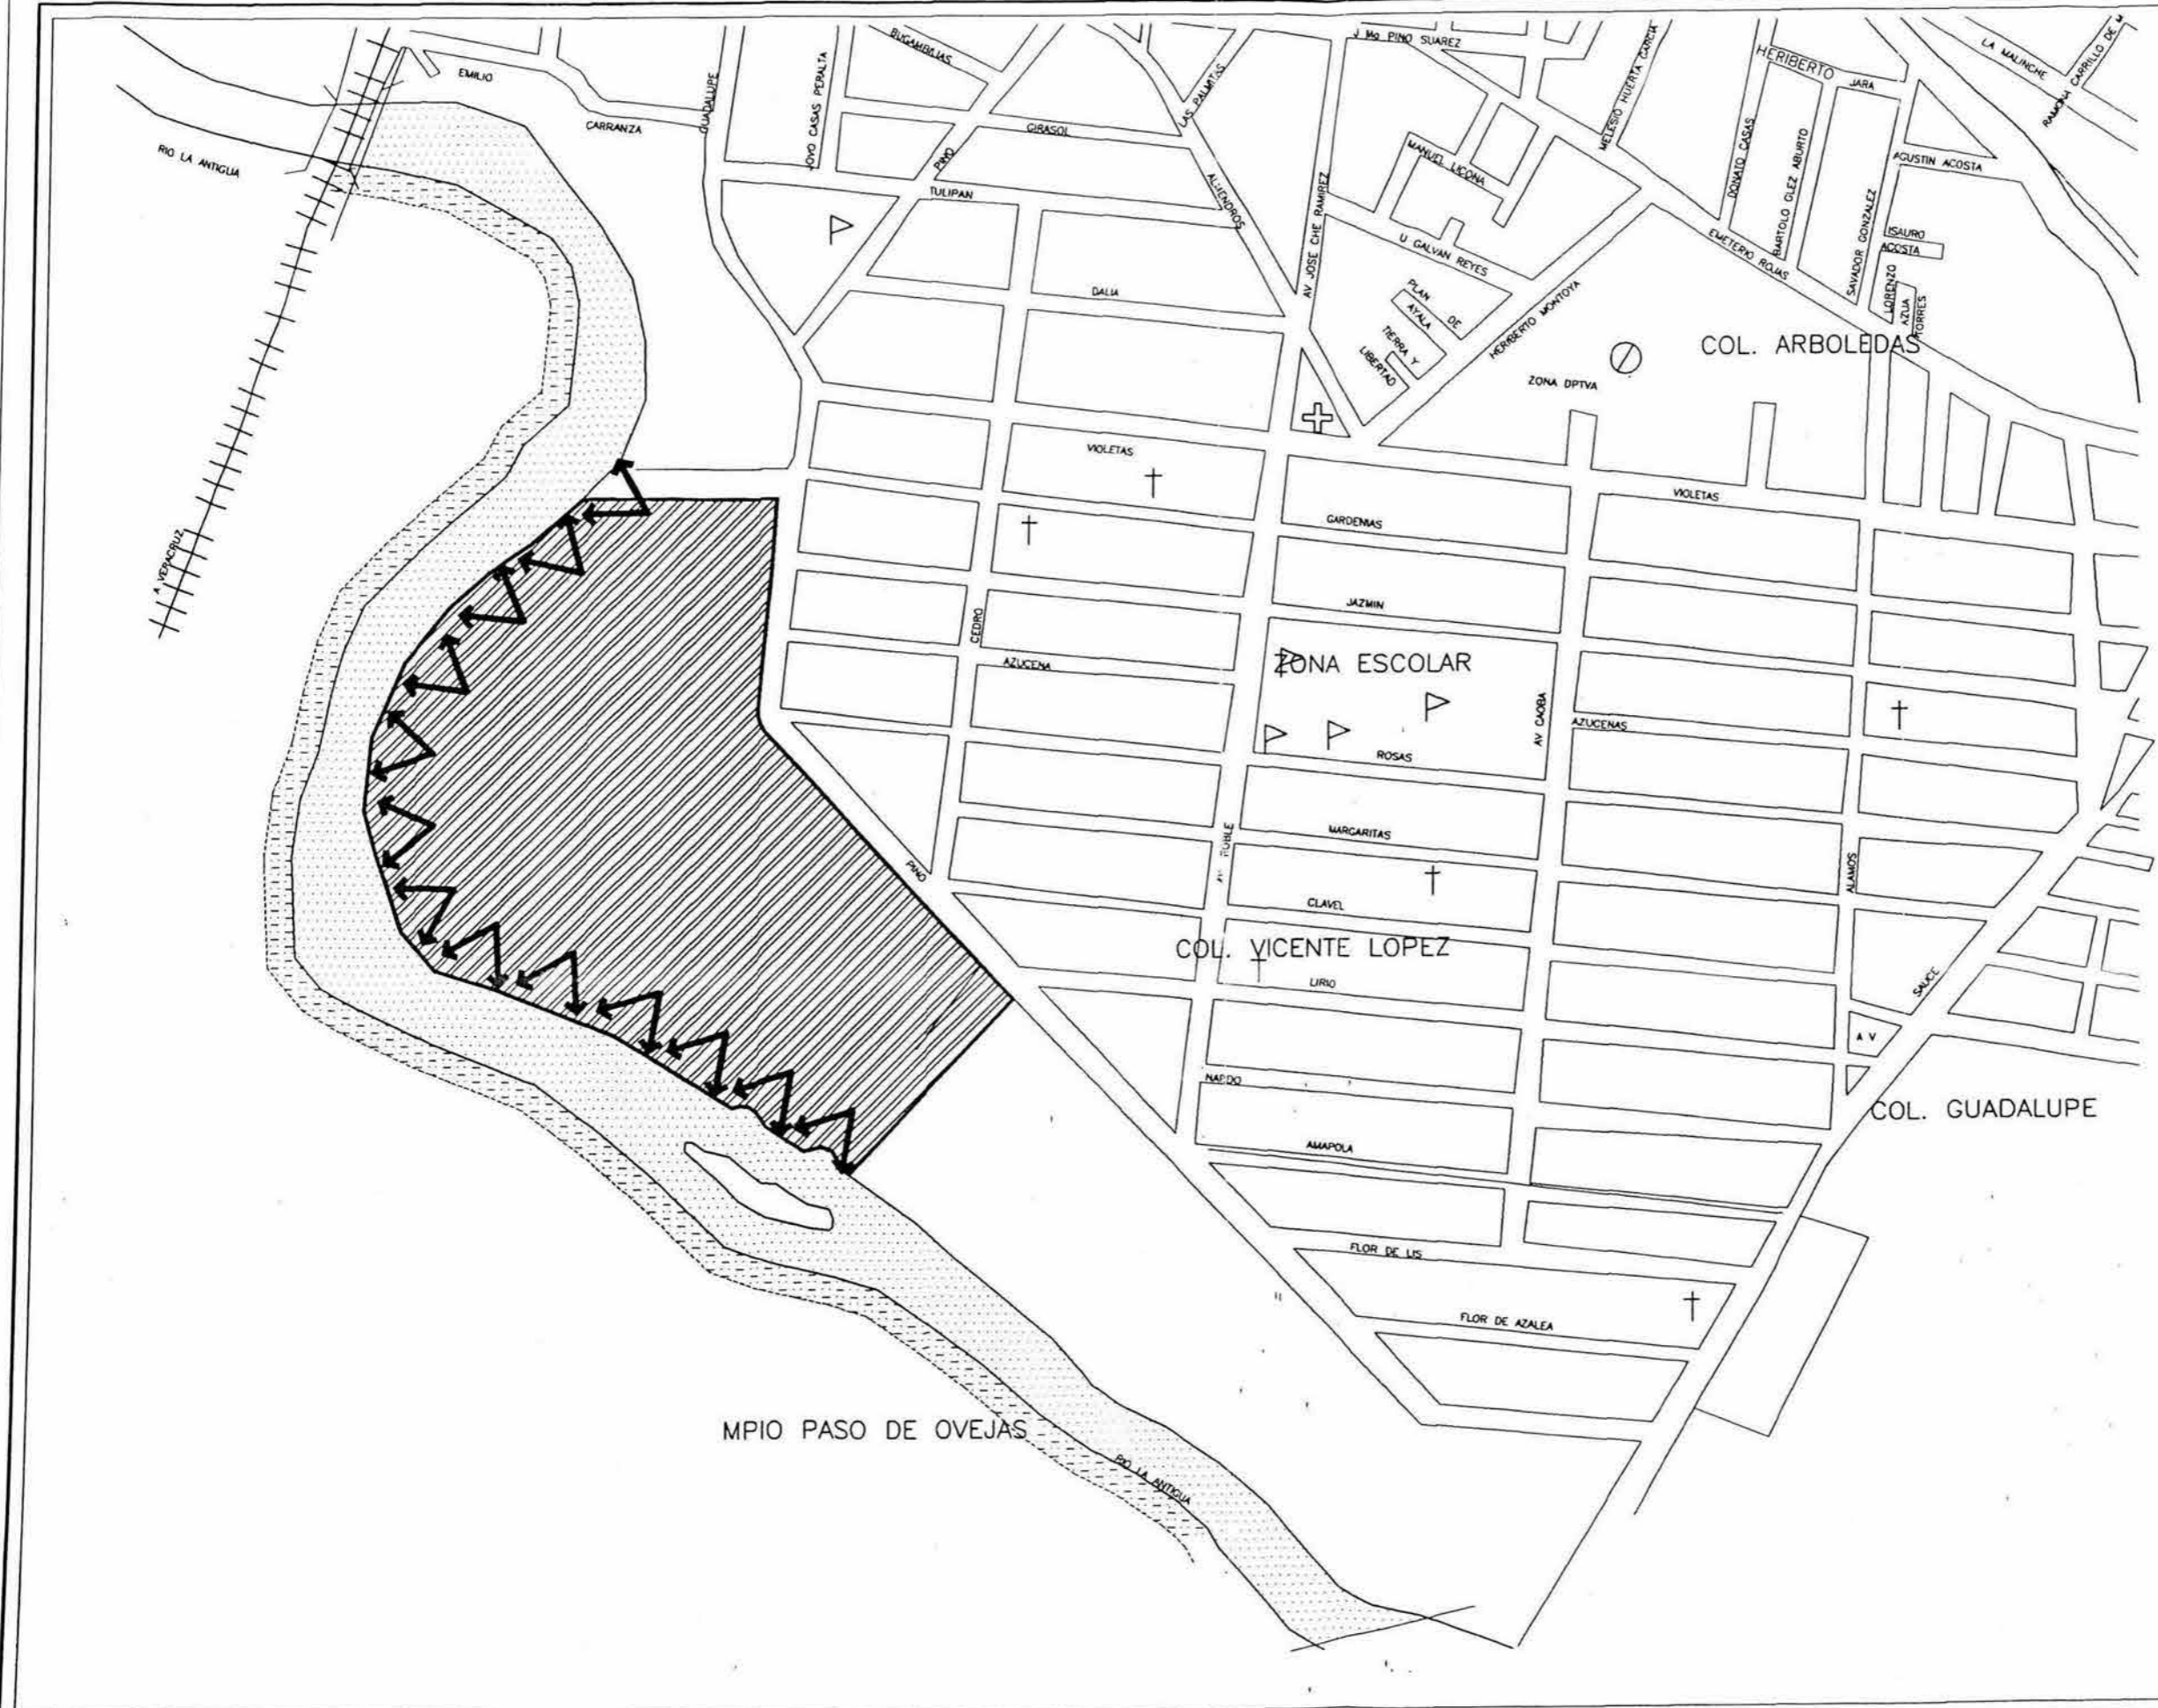 BUGAMBILIAS
J Ma PINO SUAREZ
MELESIO HUERTA GARCIA
HERIBERTO
JARA
LA MALINCHE
RAMONA CARRILLO DE M
EMILIO
CARRANZA
GUADALUPE
JOVO CASAS PERALTA
LAS PALMITAS
GIRASOL
PINO
RIO LA ANTIGUA
TULIPAN
ALMENDROS
AV JOSE CHE RAMIREZ
MANUEL LICONA
DONATO CASAS
BARTOLO GLEZ ABURTO
AGUSTIN ACOSTA
SAVADOR GONZALEZ
ISAURO
ACOSTA
U GALVAN REYES
EMETERIO ROJAS
LORENZO
AZUA
TORRES
DALIA
PLAN DE
AYALA
TIERRA Y
LIBERTAD
HERIBERTO MONTOYA
COL. ARBOLEDAS
ZONA DPTVA
VIOLETAS
VIOLETAS
GARDENIAS
A VERACRUZ
JAZMIN
CEDRO
AZUCENA
ZONA ESCOLAR
AV CAOBA
AZUCENAS
ROSAS
MARGARITAS
AV ROBLE
PINO
ALAMOS
CLAVEL
COL. VICENTE LOPEZ
LIRIO
SAUCE
A V
NARDO
COL. GUADALUPE
AMAPOLA
FLOR DE LIS
FLOR DE AZALEA
MPIO PASO DE OVEJAS
RIO LA ANTIGUA